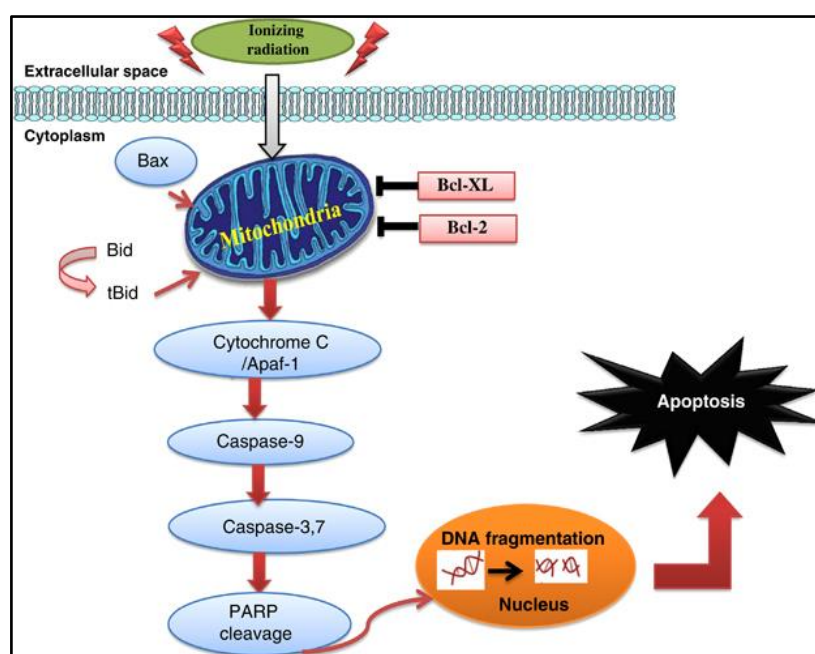 Ionizing
radiation
Extracellular space
Cytoplasm
Bax
Mitochondria
Bcl-XL
Bcl-2
Bid
tBid
Cytochrome C
/Apaf-1
Caspase-9
Caspase-3,7
PARP
cleavage
DNA fragmentation
Nucleus
Apoptosis